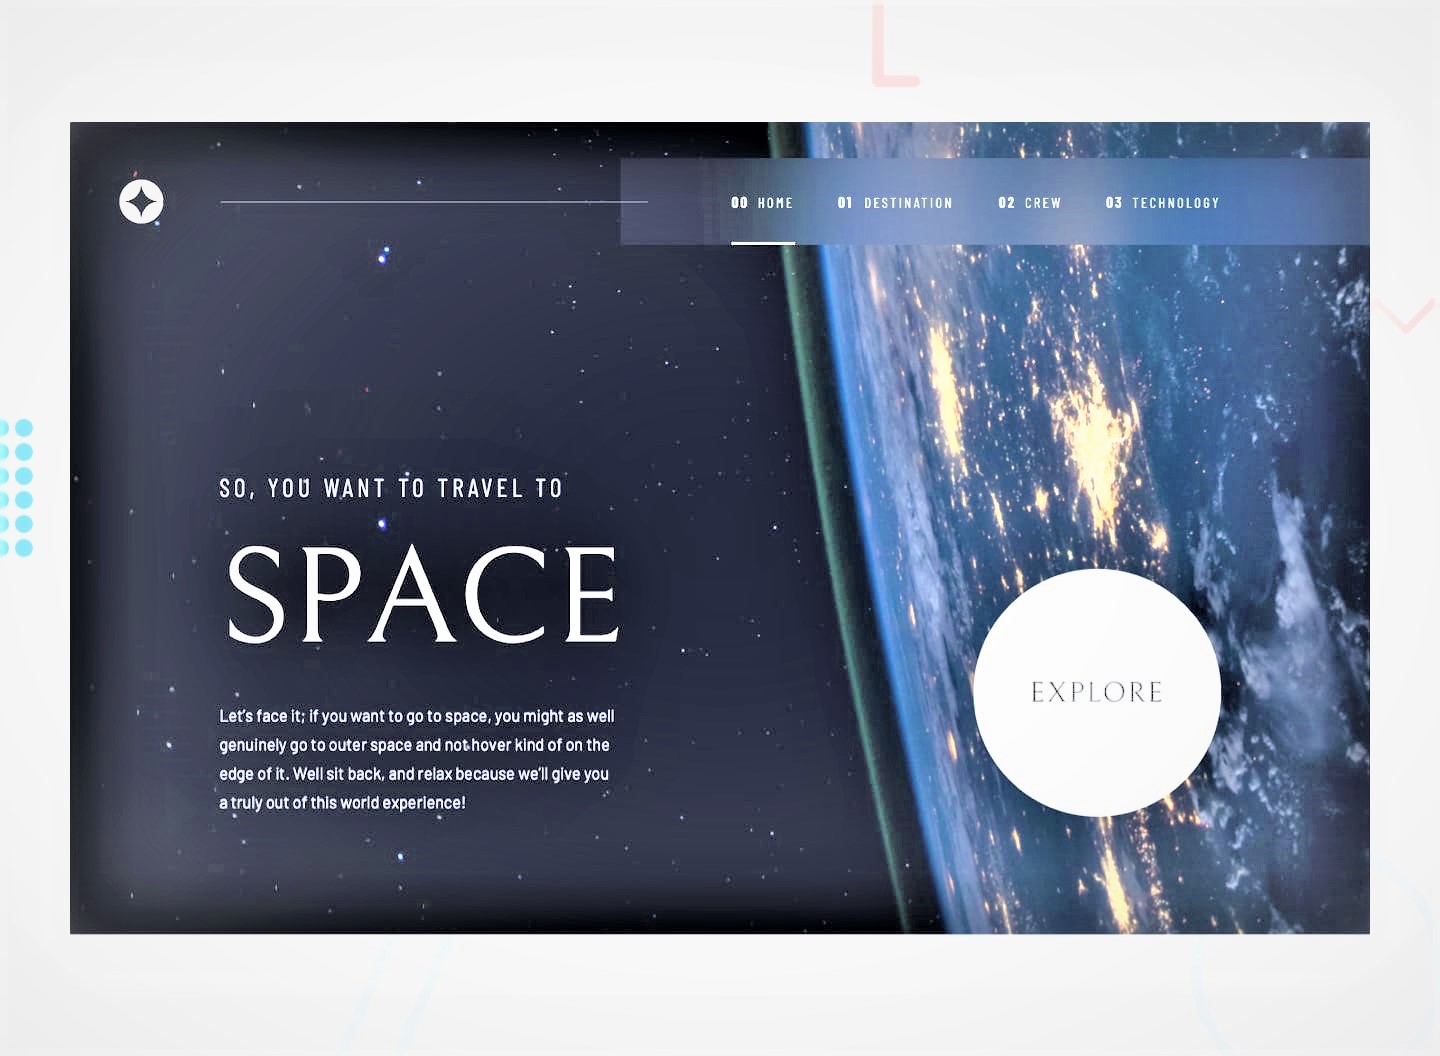 00 HOME 01 DESTINATION 02 CREW 03 TECHNOLOGY
SO, YOU WANT TO TRAVEL TO
SPACE
Let's face it; if you want to go to space, you might as well
genuinely go to outer space and not hover kind of on the
edge of it. Well sit back, and relax because we'll give you
a truly out of this world experience!
EXPLORE